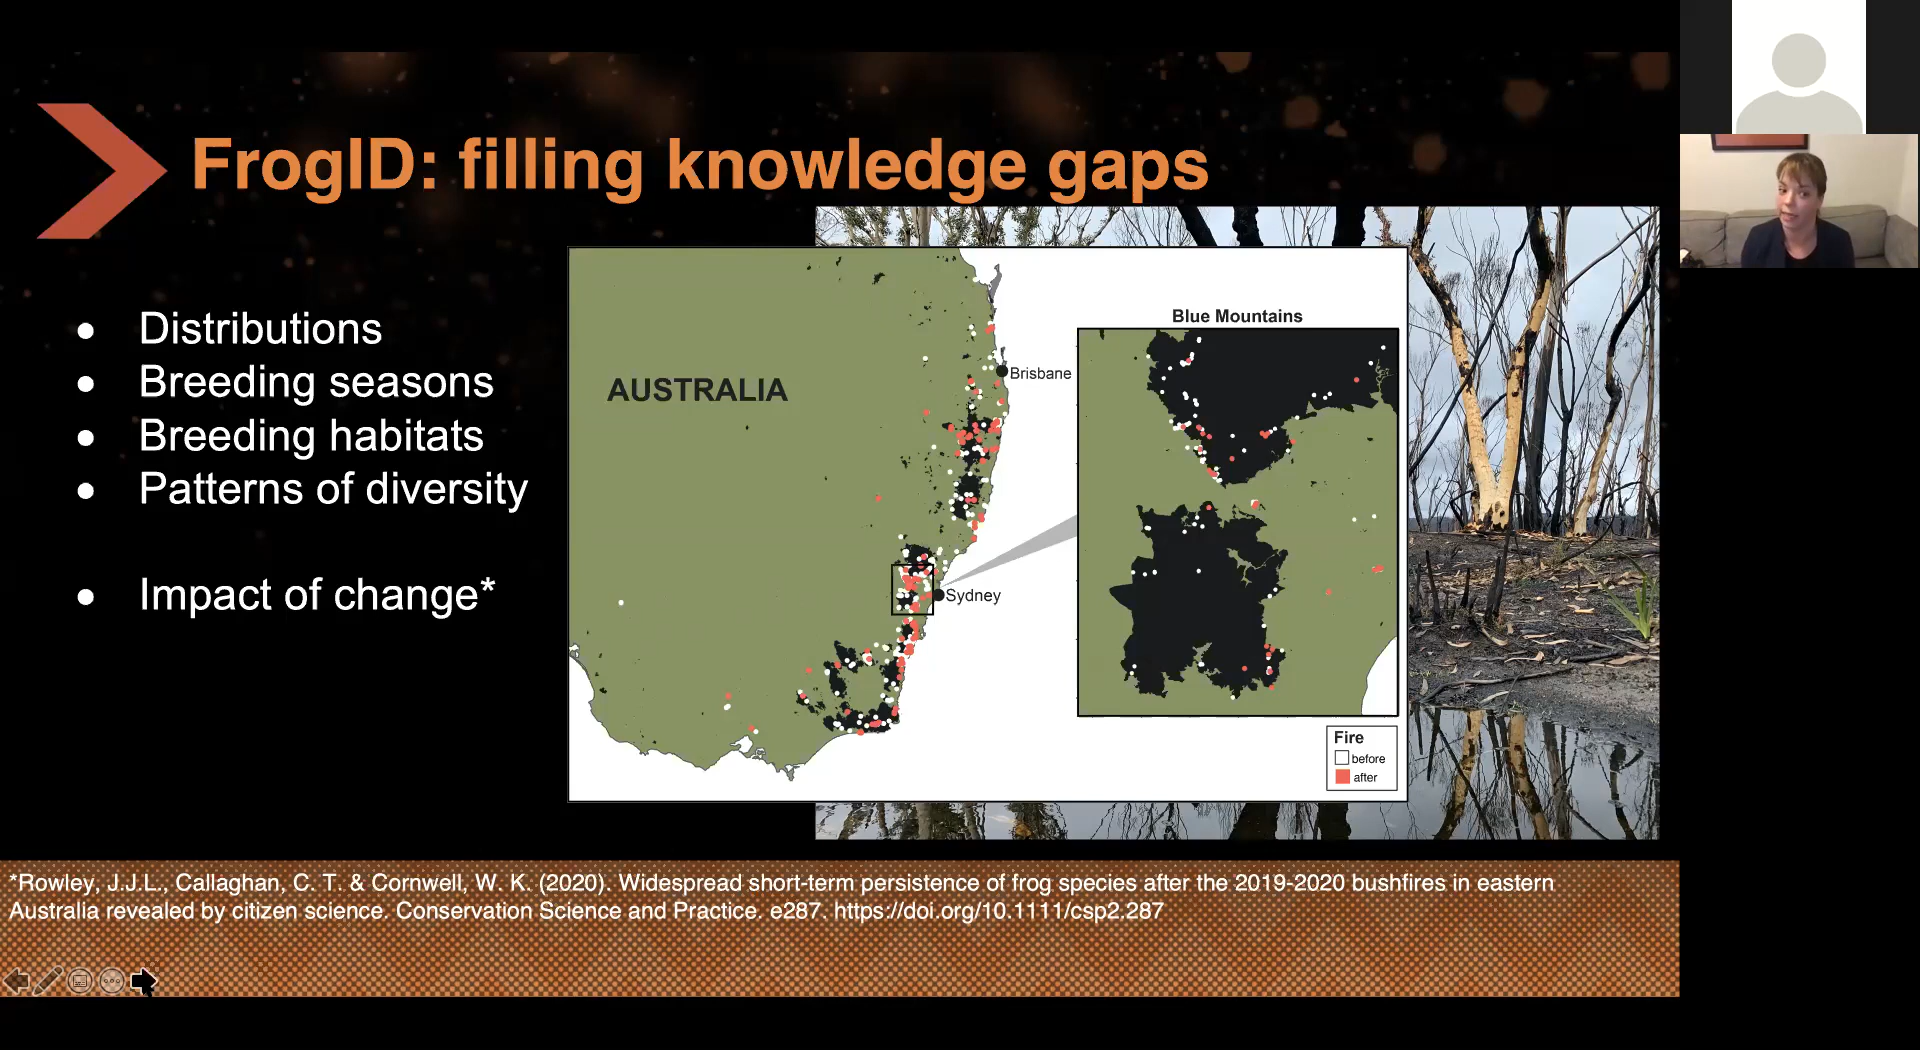 FrogID: filling knowledge gaps
● Distributions
● Breeding seasons
● Breeding habitats
● Patterns of diversity
● Impact of change*
AUSTRALIA
Brisbane
Sydney
Blue Mountains
Fire
before
after
*Rowley, J.J.L., Callaghan, C. T. & Cornwell, W. K. (2020). Widespread short-term persistence of frog species after the 2019-2020 bushfires in eastern
Australia revealed by citizen science. Conservation Science and Practice. e287. https://doi.org/10.1111/csp2.287